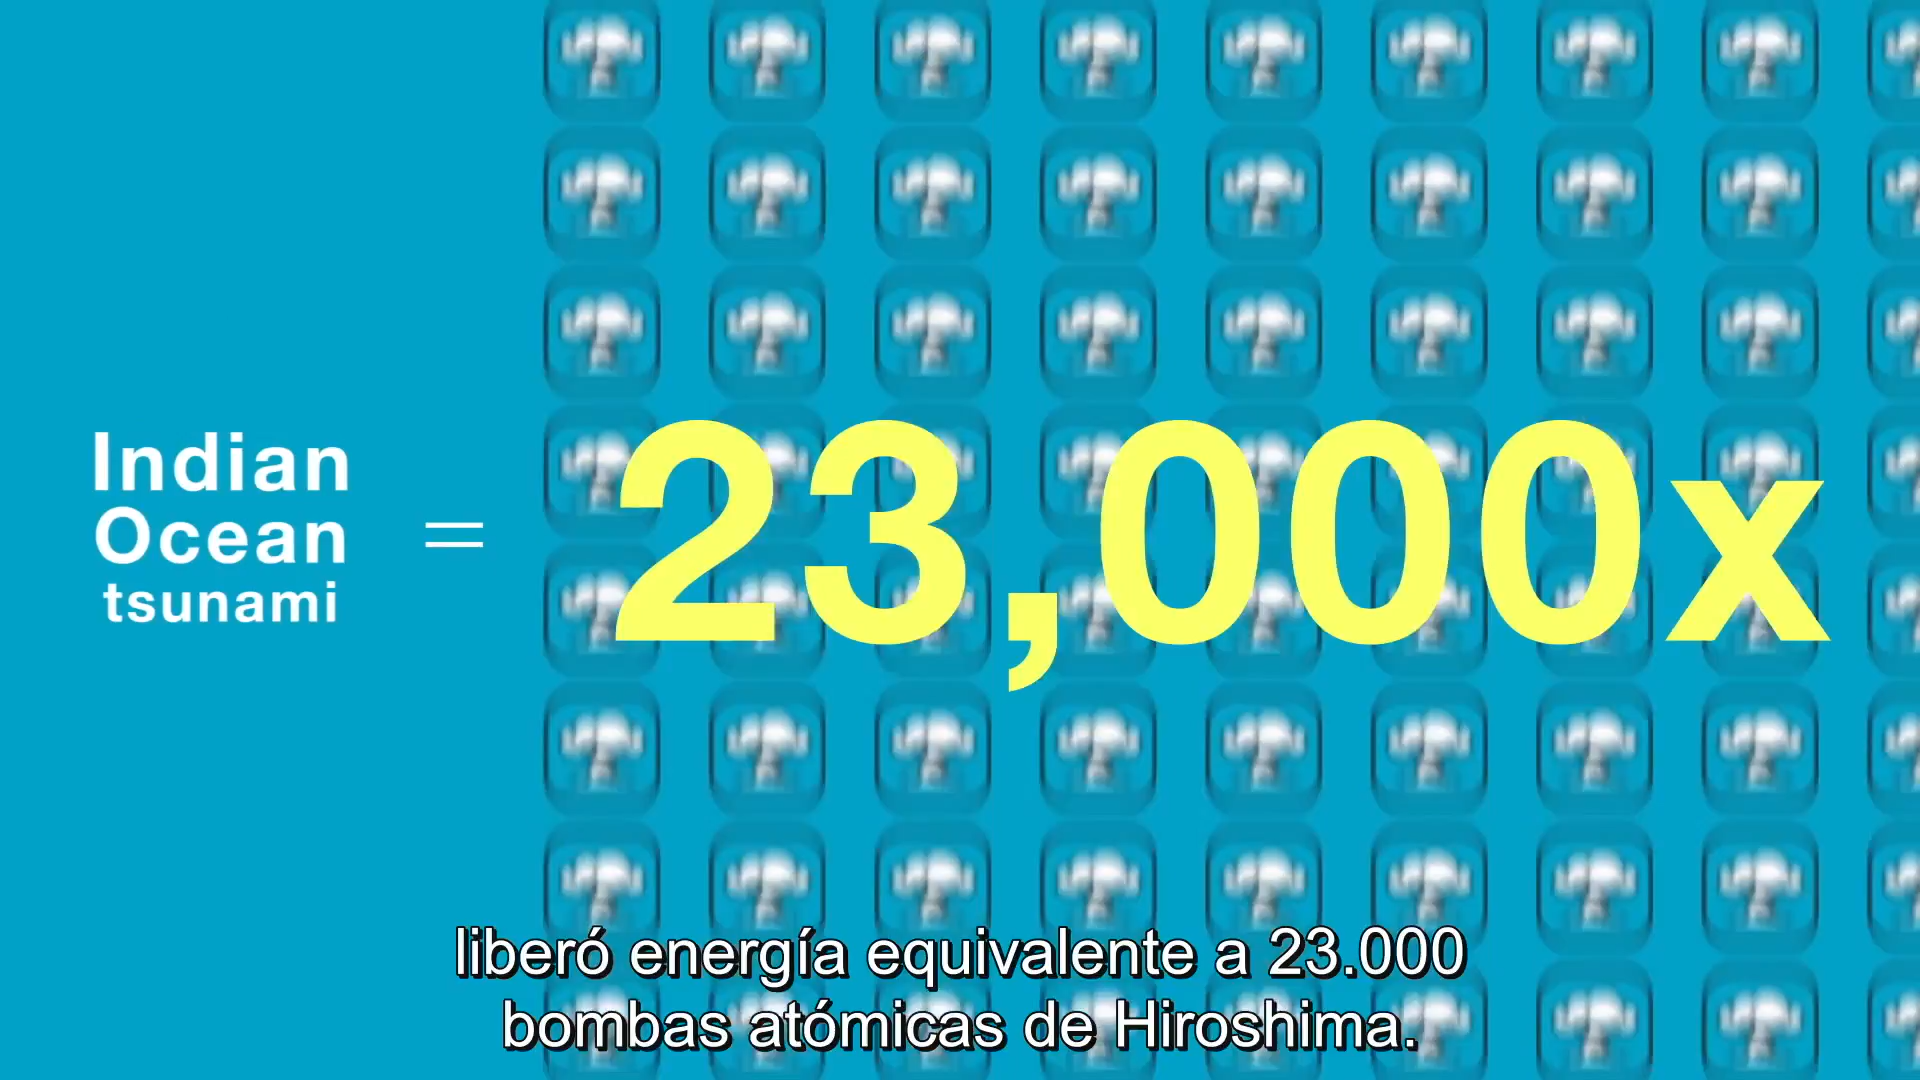 Indian
Ocean
tsunami
=
23,000x
liberó energía equivalente a 23.000
bombas atómicas de Hiroshima.